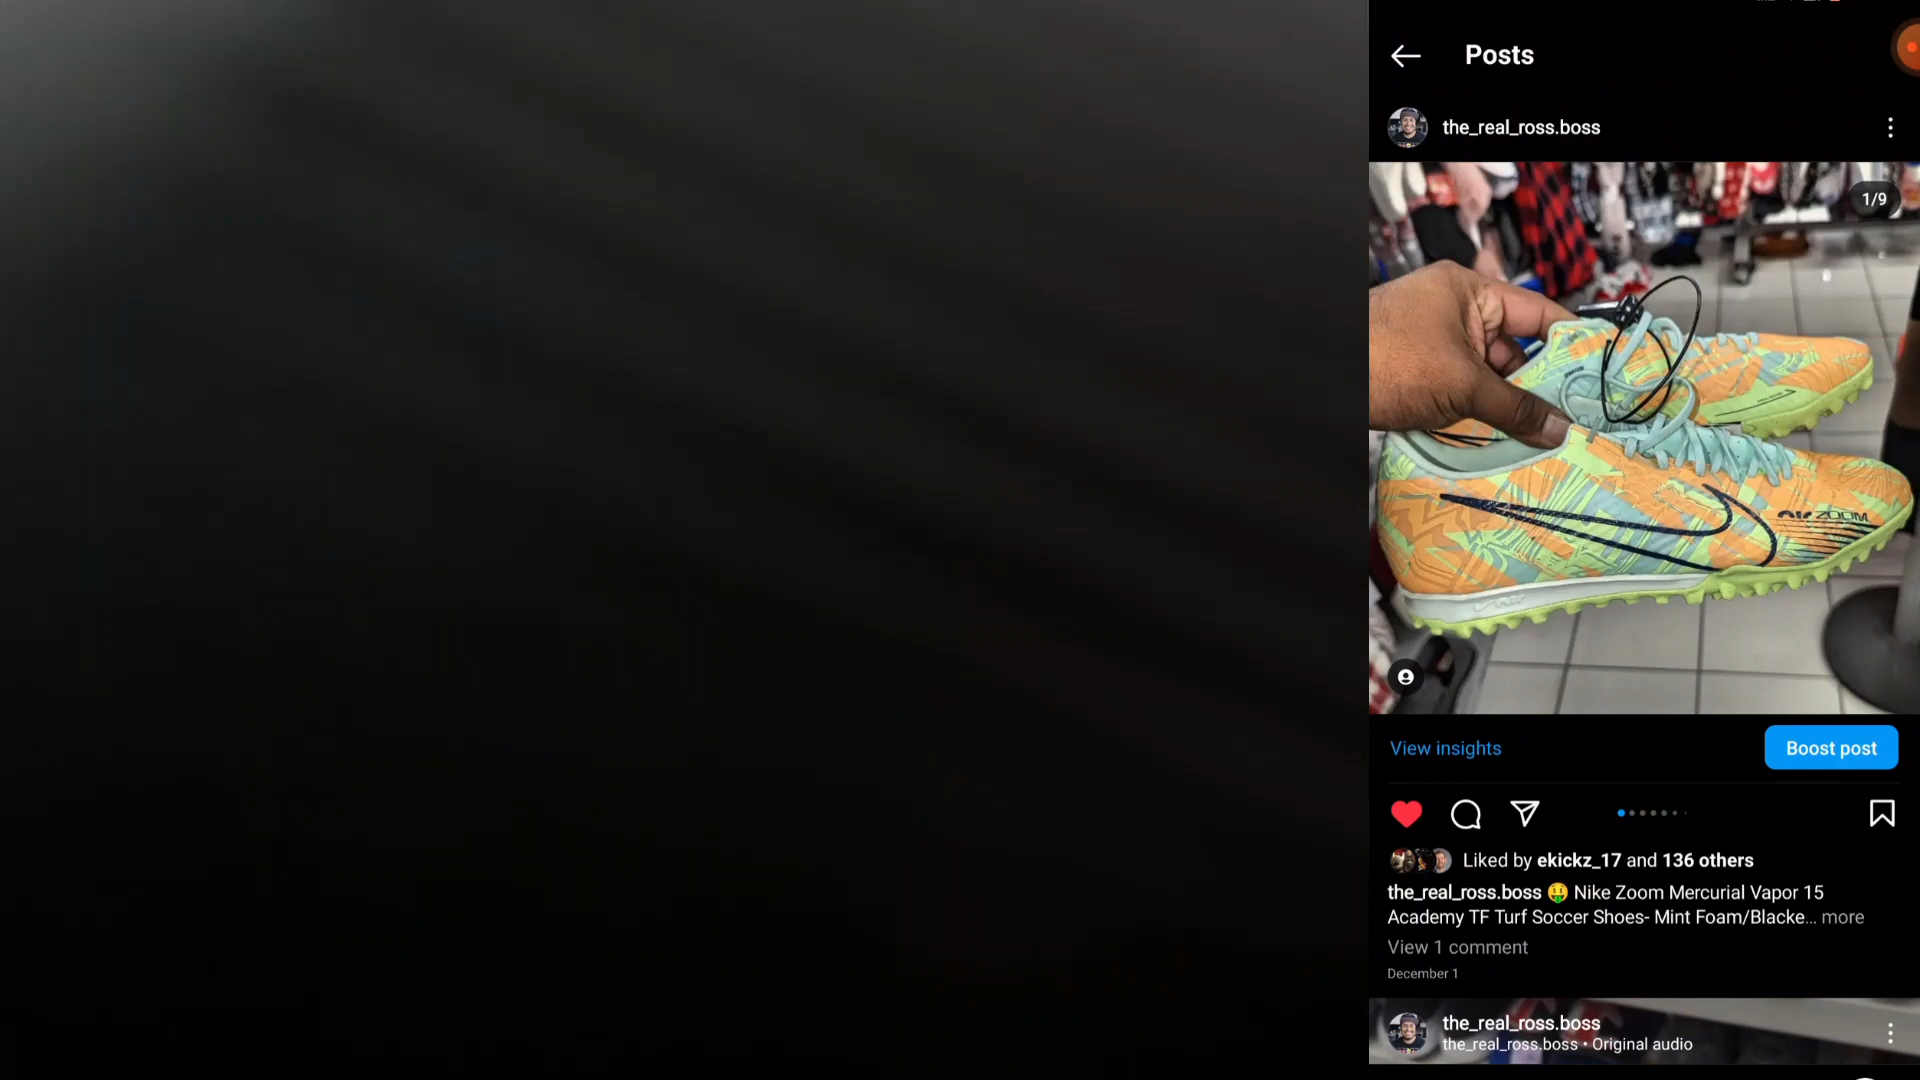 Posts
the_real_ross.boss
1/9
AIR ZOOM
View insights
Boost post
Liked by ekickz_17 and 136 others
the_real_ross.boss 🤑 Nike Zoom Mercurial Vapor 15
Academy TF Turf Soccer Shoes- Mint Foam/Blacke... more
View 1 comment
December 1
the_real_ross.boss
the_real_ross.boss • Original audio